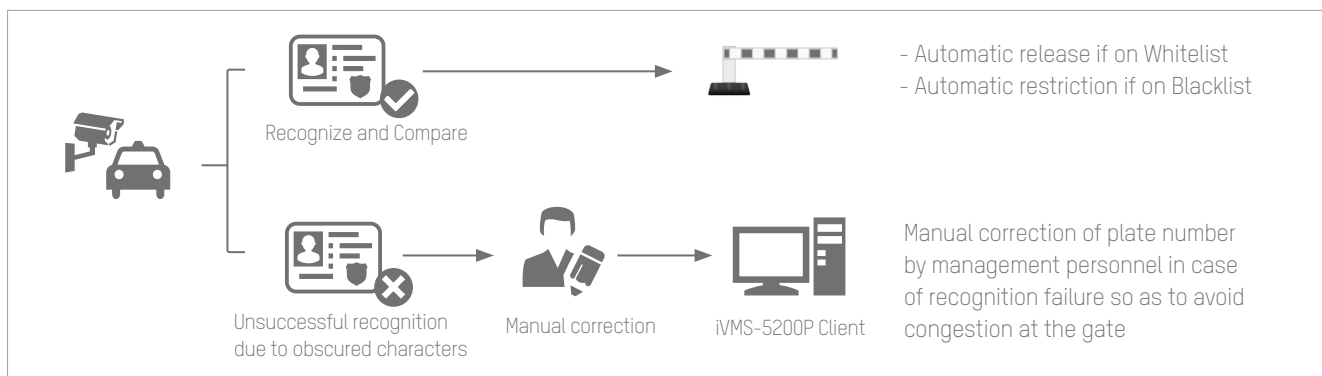 - Automatic release if on Whitelist
- Automatic restriction if on Blacklist
Recognize and Compare
Manual correction of plate number
by management personnel in case
of recognition failure so as to avoid
congestion at the gate
Unsuccessful recognition
due to obscured characters
Manual correction
iVMS-5200P Client